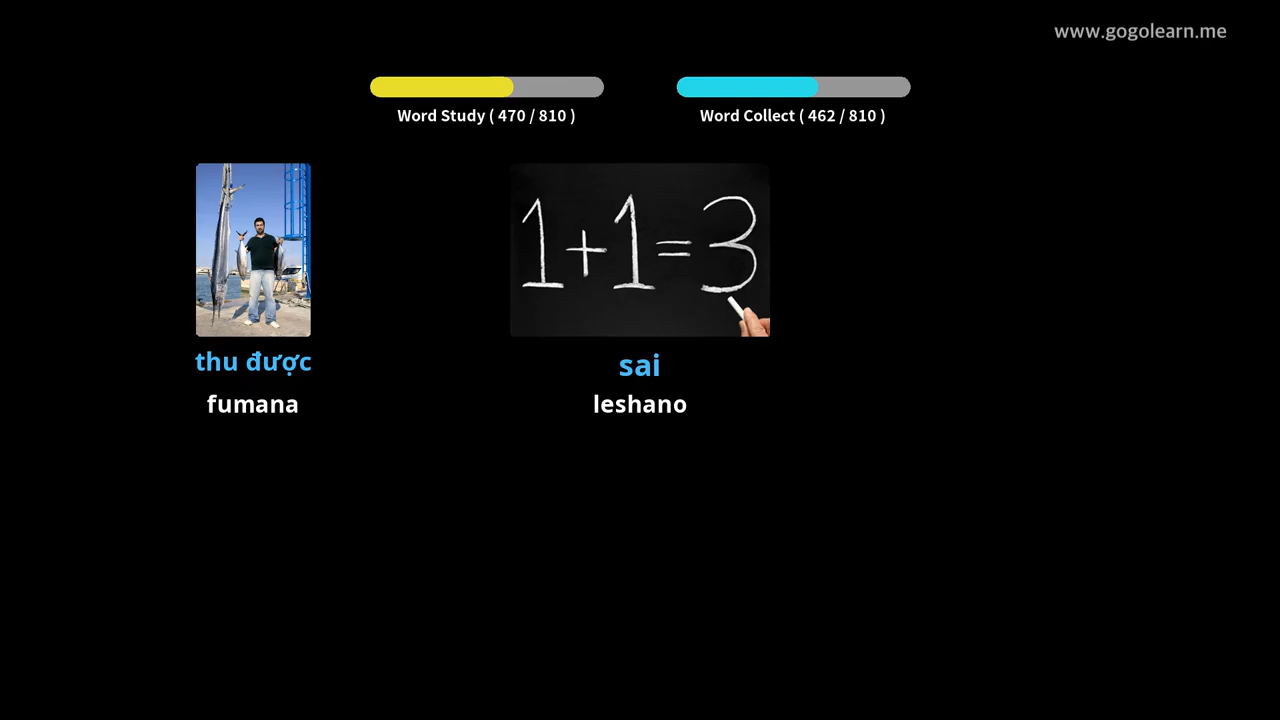 www.gogolearn.me
Word Study ( 470 / 810 )
Word Collect ( 462 / 810 )
1+1=3
thu được
sai
fumana
leshano